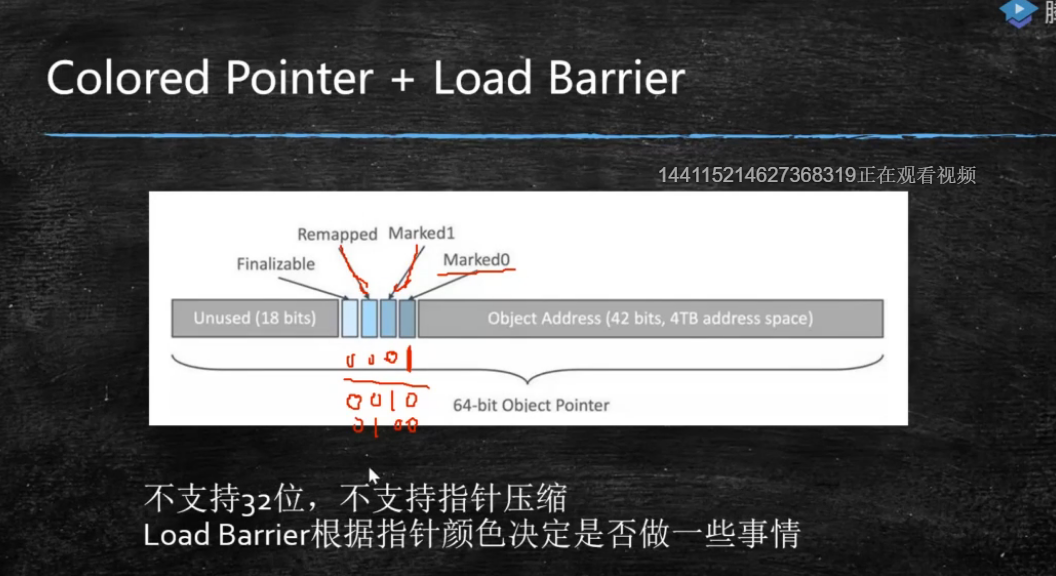 Colored Pointer + Load Barrier
144115214627368319正在观看视频
Remapped Marked1
Finalizable Marked0
Unused (18 bits) Object Address (42 bits, 4TB address space)
0 0 0 1
0 0 1 0
0 1 0 0
64-bit Object Pointer
不支持32位，不支持指针压缩
Load Barrier根据指针颜色决定是否做一些事情